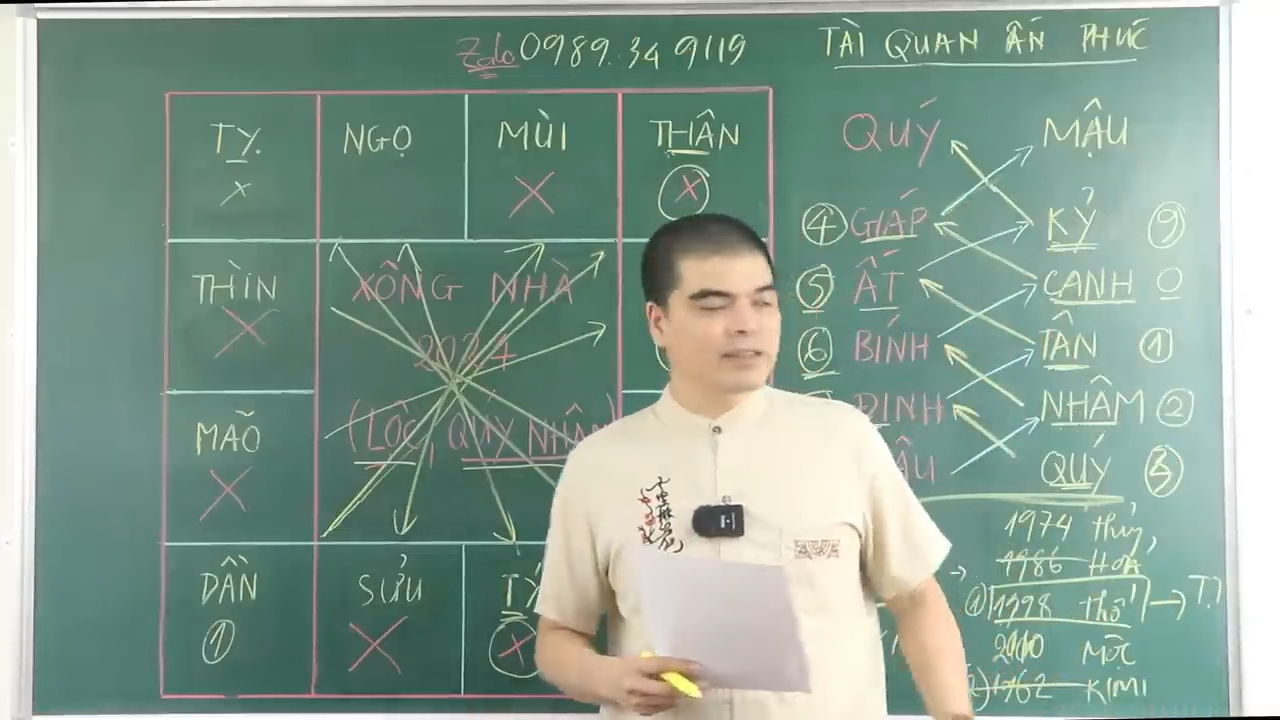 Zalo 0989.34 9119
TÀI QUAN ẤN PHÚC
TỴ.
NGỌ
MÙI
THÂN
THÌN
XÔNG NHÀ
2024
MÃO
(LỘC, QUÝ NHÂN)
DẦN
①
SỬU
TÝ
QUÝ MẬU
④ GIÁP KỶ ⑨
⑤ ẤT CANH 0
⑥ BÍNH TÂN ①
ĐINH NHÂM ②
QUÝ ③
1974 thủy,
1986 HỎA
① 1998 thổ → T.?
MỘC
2) 1962 KIM